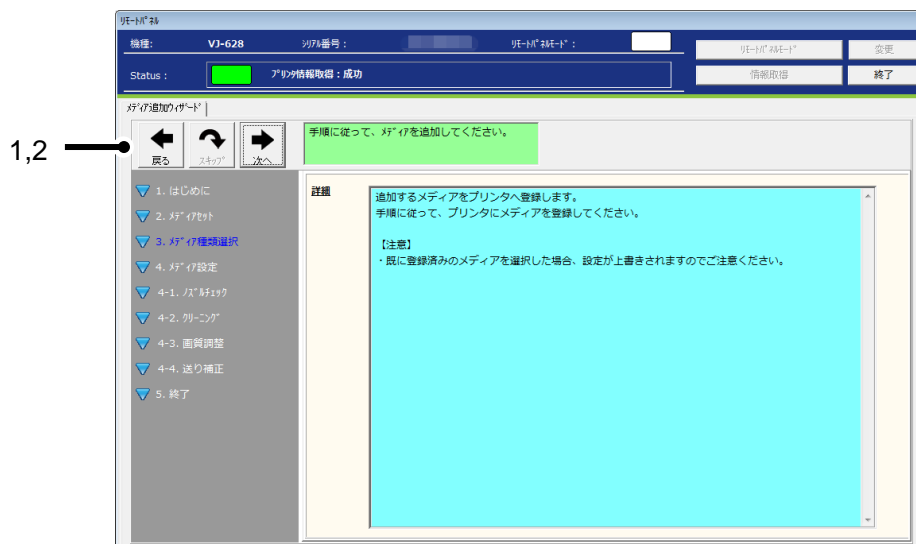 ﾘﾓｰﾄﾊﾟﾈﾙ
機種: VJ-628 ｼﾘｱﾙ番号: ﾘﾓｰﾄﾊﾟﾈﾙﾓｰﾄﾞ: ﾘﾓｰﾄﾊﾟﾈﾙﾓｰﾄﾞ 変更
Status: ﾌﾟﾘﾝﾀ情報取得:成功 情報取得 終了
ﾒﾃﾞｨｱ追加ｳｨｻﾞｰﾄﾞ
1,2
戻る ｽｷｯﾌﾟ 次へ
手順に従って、ﾒﾃﾞｨｱを追加してください。
1. はじめに
2. ﾒﾃﾞｨｱｾｯﾄ
3. ﾒﾃﾞｨｱ種類選択
4. ﾒﾃﾞｨｱ設定
4-1. ﾉｽﾞﾙﾁｪｯｸ
4-2. ｸﾘｰﾆﾝｸﾞ
4-3. 画質調整
4-4. 送り補正
5. 終了
詳細
追加するメディアをプリンタへ登録します。
手順に従って、プリンタにメディアを登録してください。
【注意】
・既に登録済みのメディアを選択した場合、設定が上書きされますのでご注意ください。